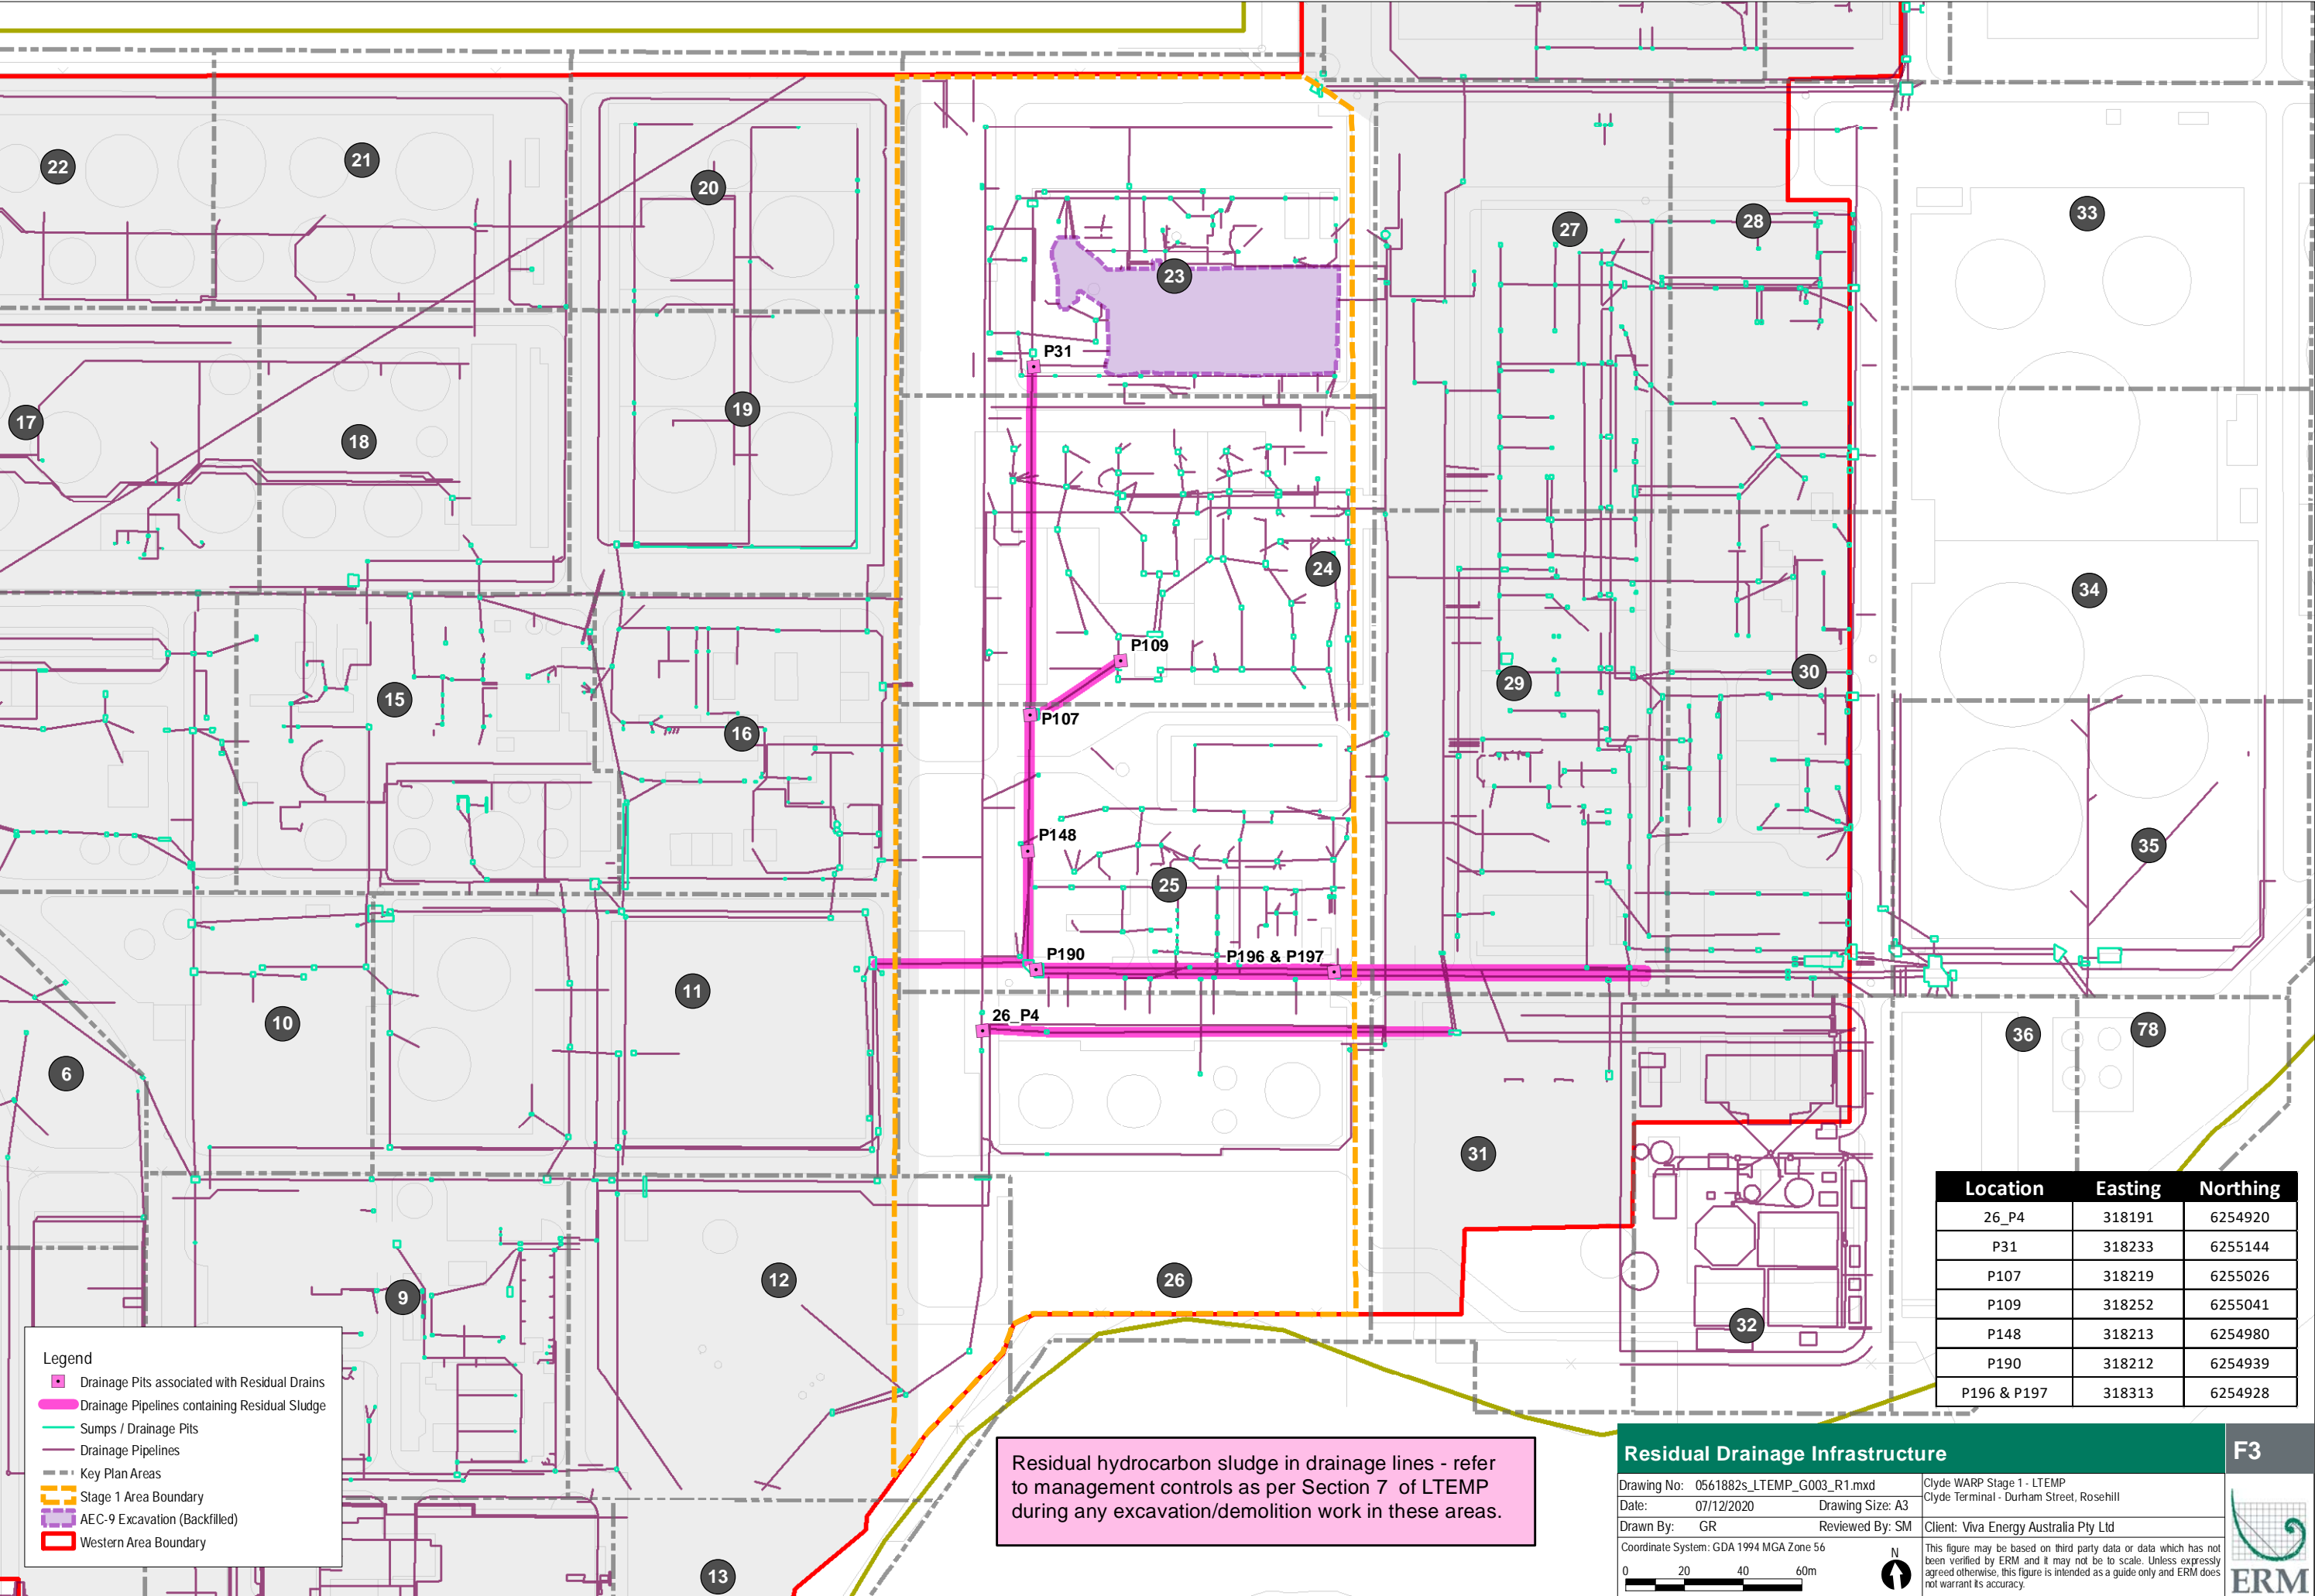 22
21
20
23
27
28
33
P31
17
18
19
24
34
P109
15
P107
29
30
16
P148
35
25
P190
P196 & P197
11
10
26_P4
36
78
6
31
12
26
9
32
13
Location Easting Northing
26_P4 318191 6254920
P31 318233 6255144
P107 318219 6255026
P109 318252 6255041
P148 318213 6254980
P190 318212 6254939
P196 & P197 318313 6254928
Legend
Drainage Pits associated with Residual Drains
Drainage Pipelines containing Residual Sludge
Sumps / Drainage Pits
Drainage Pipelines
Key Plan Areas
Stage 1 Area Boundary
AEC-9 Excavation (Backfilled)
Western Area Boundary
Residual hydrocarbon sludge in drainage lines - refer
to management controls as per Section 7 of LTEMP
during any excavation/demolition work in these areas.
Residual Drainage Infrastructure
F3
Drawing No: 0561882s_LTEMP_G003_R1.mxd
Date: 07/12/2020 Drawing Size: A3
Drawn By: GR Reviewed By: SM
Coordinate System: GDA 1994 MGA Zone 56
0 20 40 60m
N
Clyde WARP Stage 1 - LTEMP
Clyde Terminal - Durham Street, Rosehill
Client: Viva Energy Australia Pty Ltd
This figure may be based on third party data or data which has not
been verified by ERM and it may not be to scale. Unless expressly
agreed otherwise, this figure is intended as a guide only and ERM does
not warrant its accuracy.
ERM